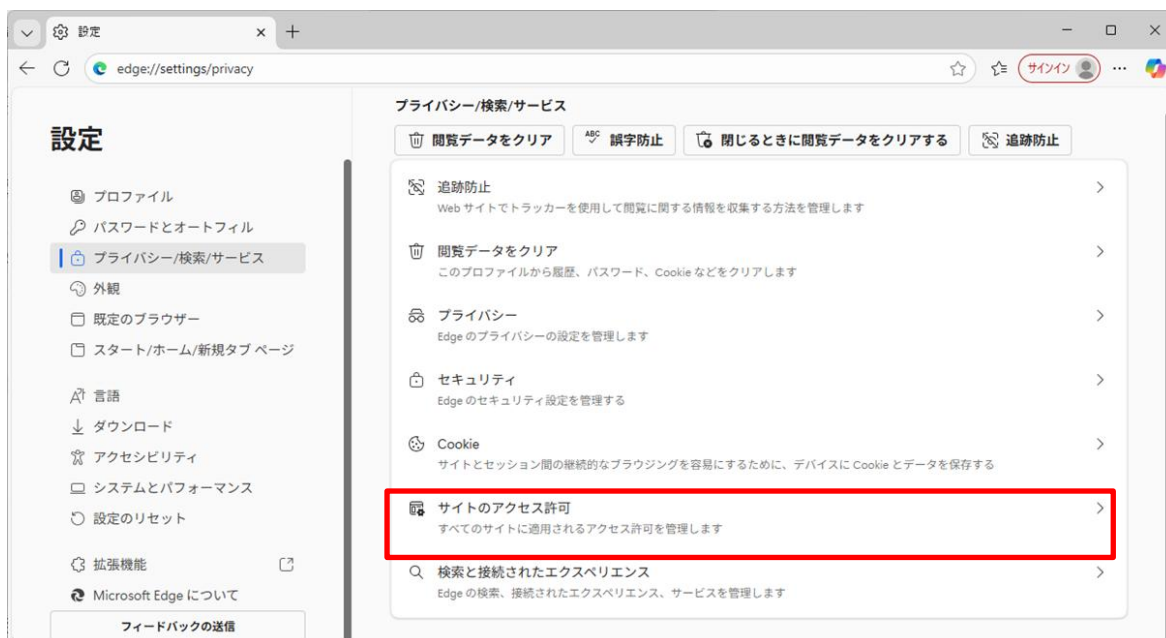 設定
edge://settings/privacy
サインイン
設定
プロファイル
パスワードとオートフィル
プライバシー/検索/サービス
外観
既定のブラウザー
スタート/ホーム/新規タブ ページ
言語
ダウンロード
アクセシビリティ
システムとパフォーマンス
設定のリセット
拡張機能
Microsoft Edge について
フィードバックの送信
プライバシー/検索/サービス
閲覧データをクリア
ABC 誤字防止
閉じるときに閲覧データをクリアする
追跡防止
追跡防止
Web サイトでトラッカーを使用して閲覧に関する情報を収集する方法を管理します
閲覧データをクリア
このプロファイルから履歴、パスワード、Cookie などをクリアします
プライバシー
Edge のプライバシーの設定を管理します
セキュリティ
Edge のセキュリティ設定を管理する
Cookie
サイトとセッション間の継続的なブラウジングを容易にするために、デバイスに Cookie とデータを保存する
サイトのアクセス許可
すべてのサイトに適用されるアクセス許可を管理します
検索と接続されたエクスペリエンス
Edge の検索、接続されたエクスペリエンス、サービスを管理します